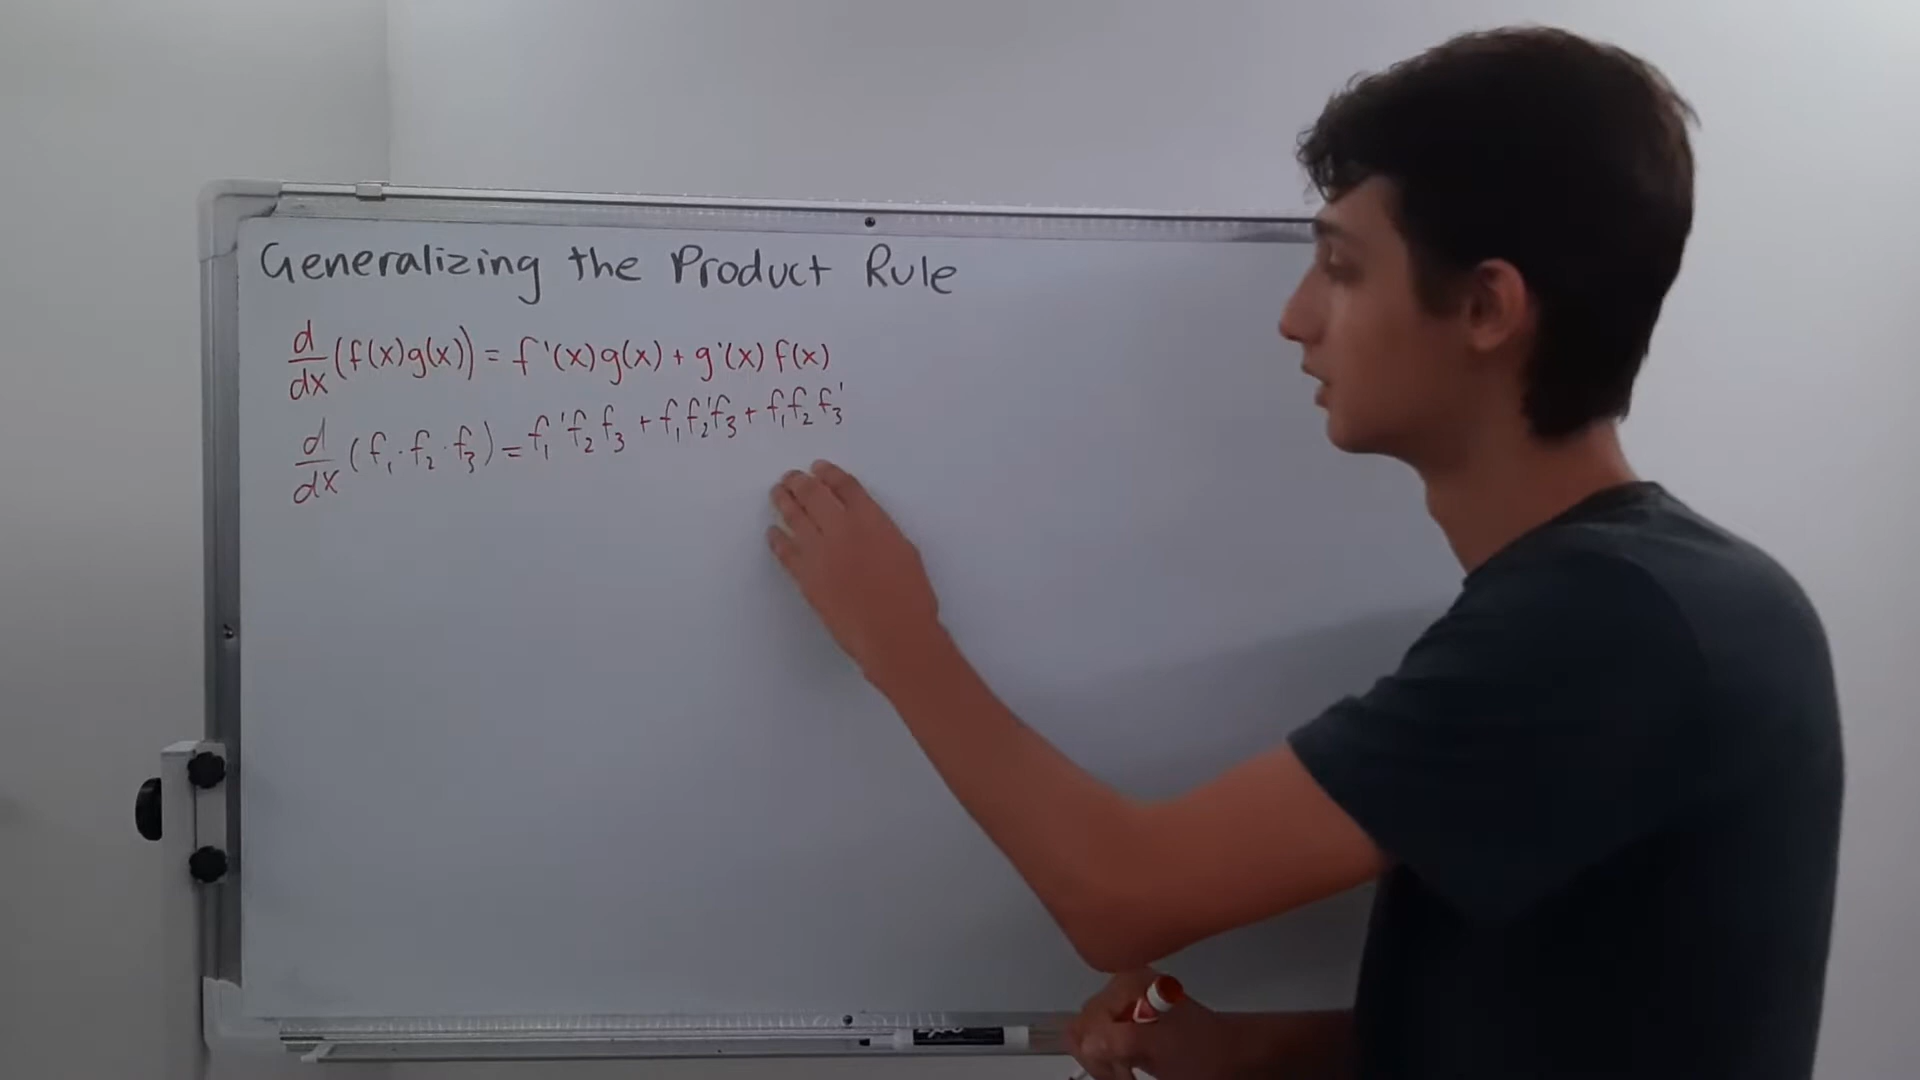 Generalizing the Product Rule
d/dx (f(x)g(x)) = f'(x)g(x) + g'(x) f(x)
d/dx (f₁·f₂·f₃) = f₁'f₂f₃ + f₁f₂'f₃ + f₁f₂f₃'